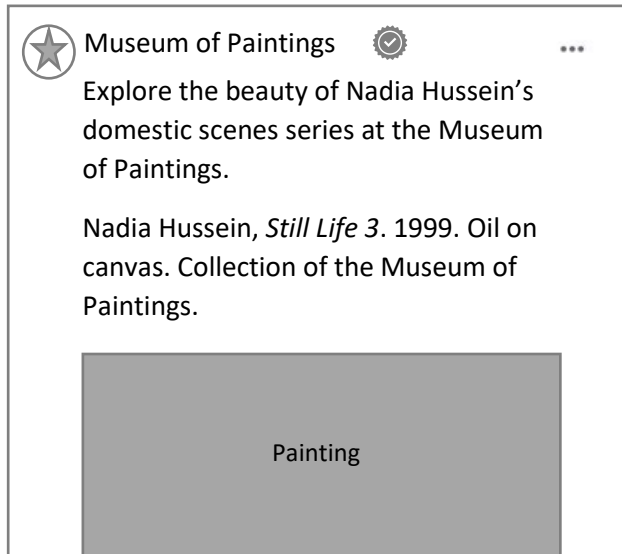 Museum of Paintings
Explore the beauty of Nadia Hussein’s
domestic scenes series at the Museum
of Paintings.
Nadia Hussein, Still Life 3. 1999. Oil on
canvas. Collection of the Museum of
Paintings.
Painting